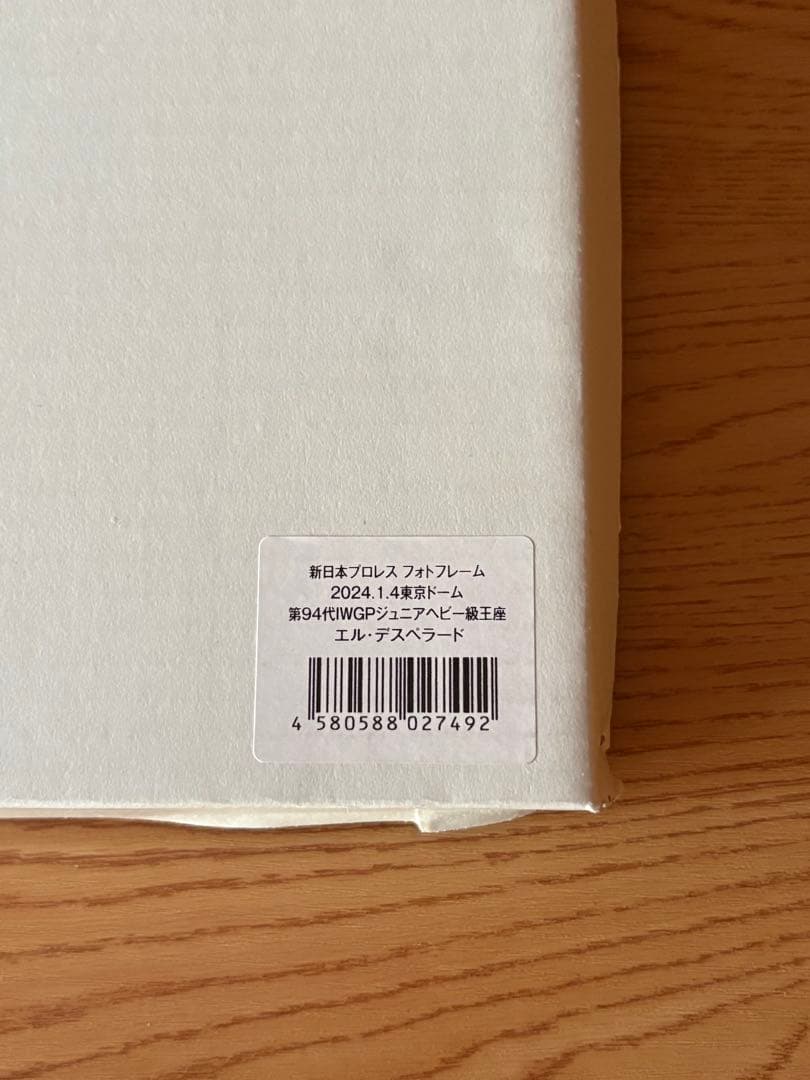 新日本プロレス フォトフレーム
2024.1.4東京ドーム
第94代IWGPジュニアヘビー級王座
エル・デスペラード
4 580588 027492